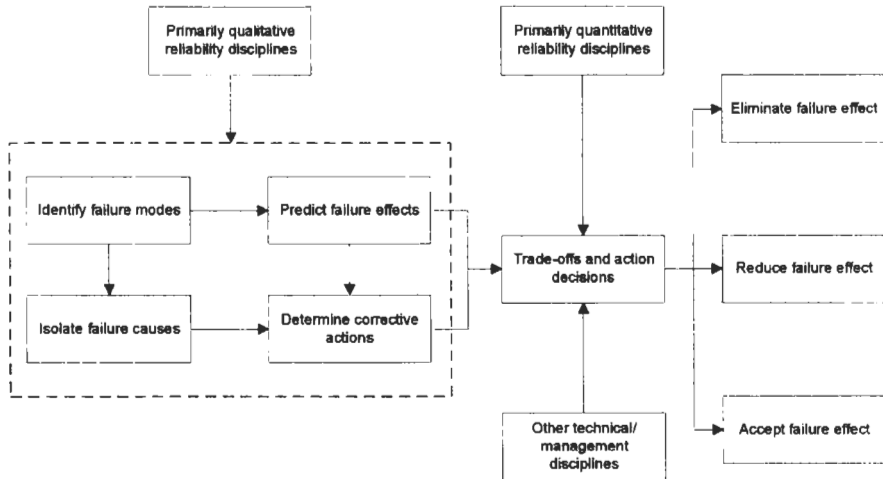 Primarily qualitative
reliability disciplines
Primarily quantitative
reliability disciplines
Eliminate failure effect
Identify failure modes
Predict failure effects
Trade-offs and action
decisions
Reduce failure effect
Isolate failure causes
Determine corrective
actions
Other technical/
management
disciplines
Accept failure effect